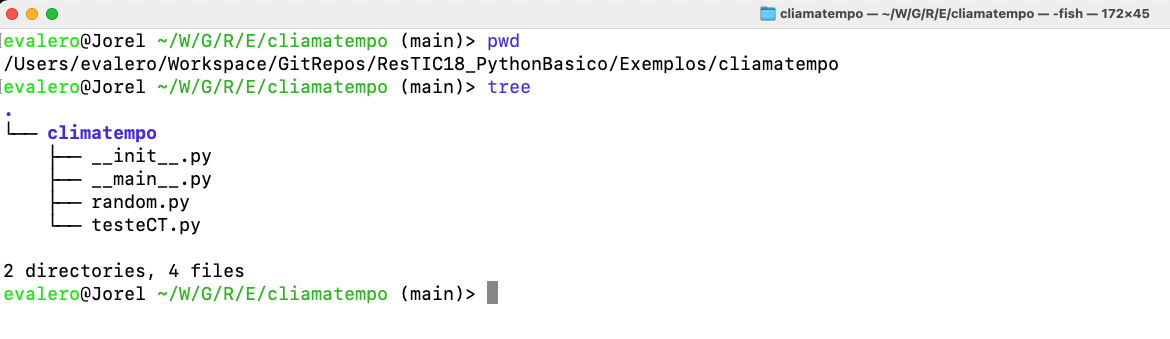 cliamatempo — ~/W/G/R/E/cliamatempo — -fish — 172×45
evalero@Jorel ~/W/G/R/E/cliamatempo (main)> pwd
/Users/evalero/Workspace/GitRepos/ResTIC18_PythonBasico/Exemplos/cliamatempo
evalero@Jorel ~/W/G/R/E/cliamatempo (main)> tree
.
└── climatempo
    ├── __init__.py
    ├── __main__.py
    ├── random.py
    └── testeCT.py

2 directories, 4 files
evalero@Jorel ~/W/G/R/E/cliamatempo (main)>